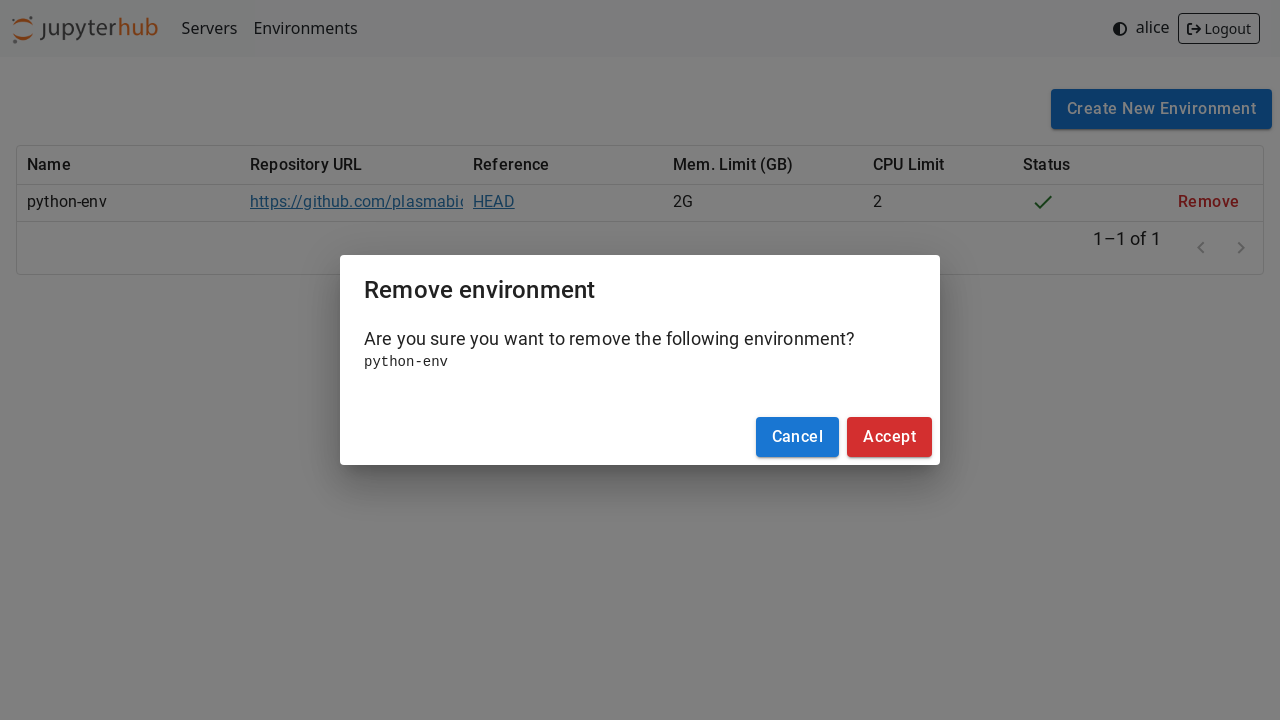 jupyterhub Servers Environments alice Logout
Create New Environment
Name Repository URL Reference Mem. Limit (GB) CPU Limit Status
python-env https://github.com/plasmabio HEAD 2G 2 Remove
1–1 of 1
Remove environment
Are you sure you want to remove the following environment?
python-env
Cancel Accept